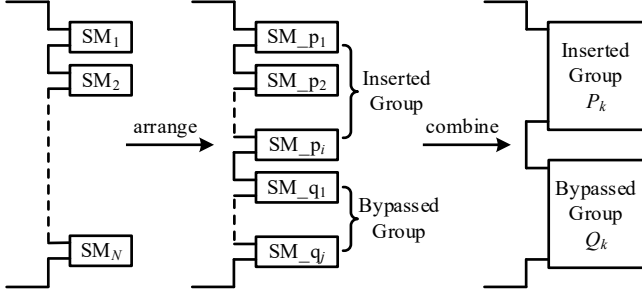 SM₁
SM₂
SM_N
arrange
SM_p₁
SM_p₂
SM_pᵢ
SM_q₁
SM_qⱼ
Inserted
Group
Bypassed
Group
combine
Inserted
Group
Pₖ
Bypassed
Group
Qₖ